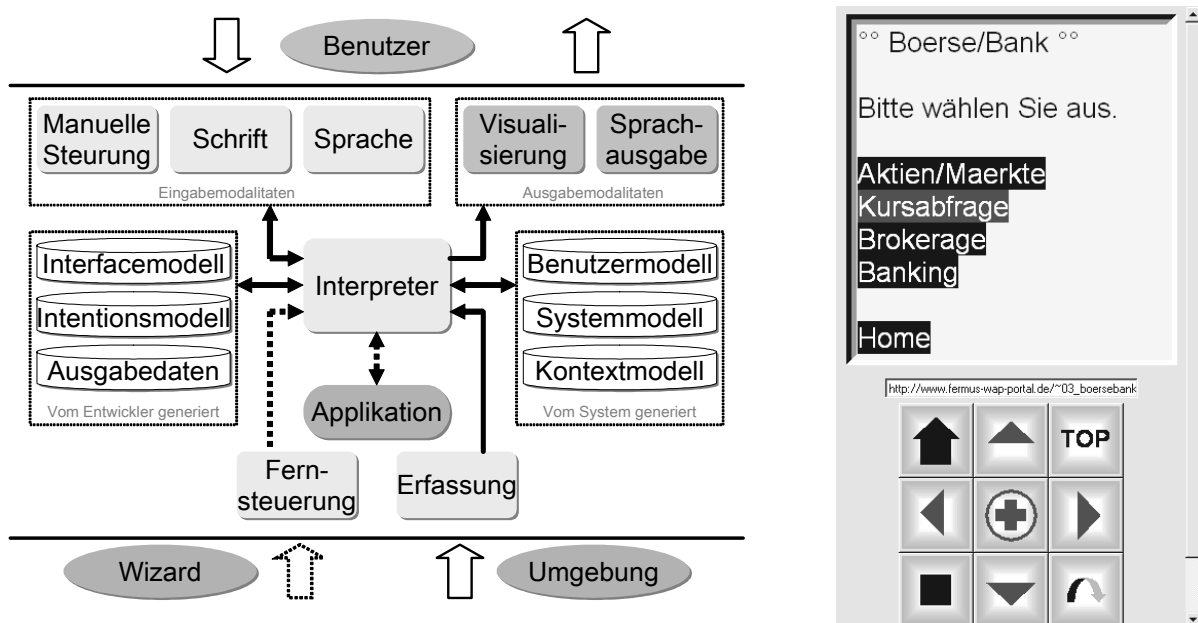 Benutzer
Manuelle
Steurung
Schrift
Sprache
Eingabemodalitaten
Visuali-
sierung
Sprach-
ausgabe
Ausgabemodalitaten
Interfacemodell
Intentionsmodell
Ausgabedaten
Vom Entwickler generiert
Interpreter
Applikation
Benutzermodell
Systemmodell
Kontextmodell
Vom System generiert
Fern-
steuerung
Erfassung
Wizard
Umgebung
°° Boerse/Bank °°
Bitte wählen Sie aus.
Aktien/Maerkte
Kursabfrage
Brokerage
Banking
Home
http://www.fermus-wap-portal.de/~03_boersebank
TOP